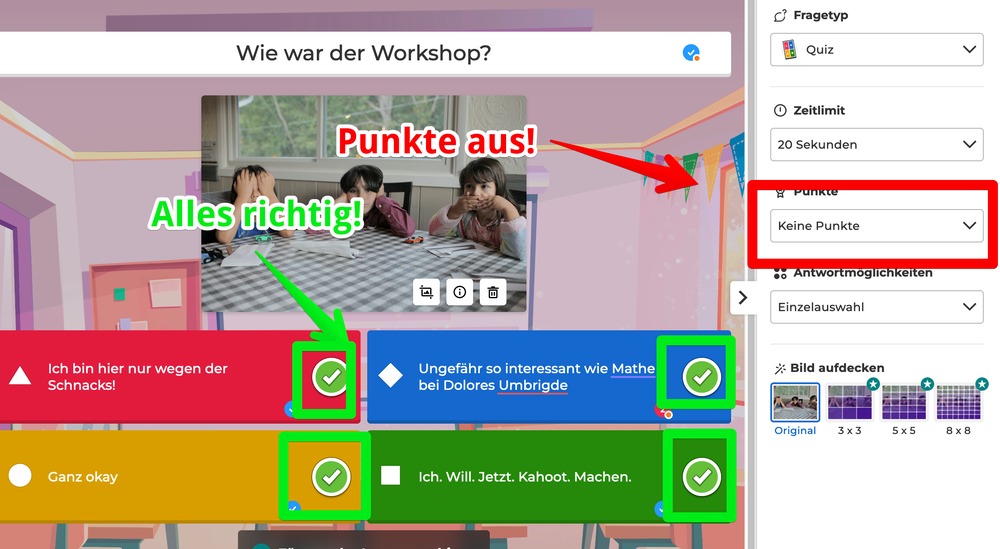 Wie war der Workshop?
Punkte aus!
Alles richtig!
Ich bin hier nur wegen der
Schnacks!
Ungefähr so interessant wie Mathe
bei Dolores Umbrigde
Ganz okay
Ich. Will. Jetzt. Kahoot. Machen.
Fragetyp
Quiz
Zeitlimit
20 Sekunden
Punkte
Keine Punkte
Antwortmöglichkeiten
Einzelauswahl
Bild aufdecken
Original
3 x 3
5 x 5
8 x 8